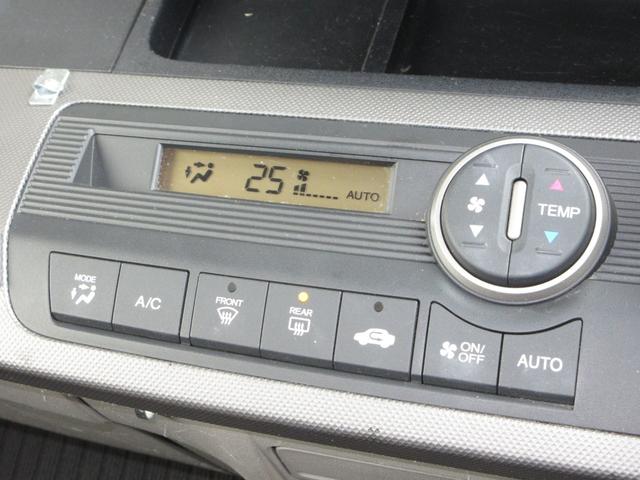 25 AUTO
TEMP
MODE
A/C
FRONT
REAR
ON/
OFF
AUTO